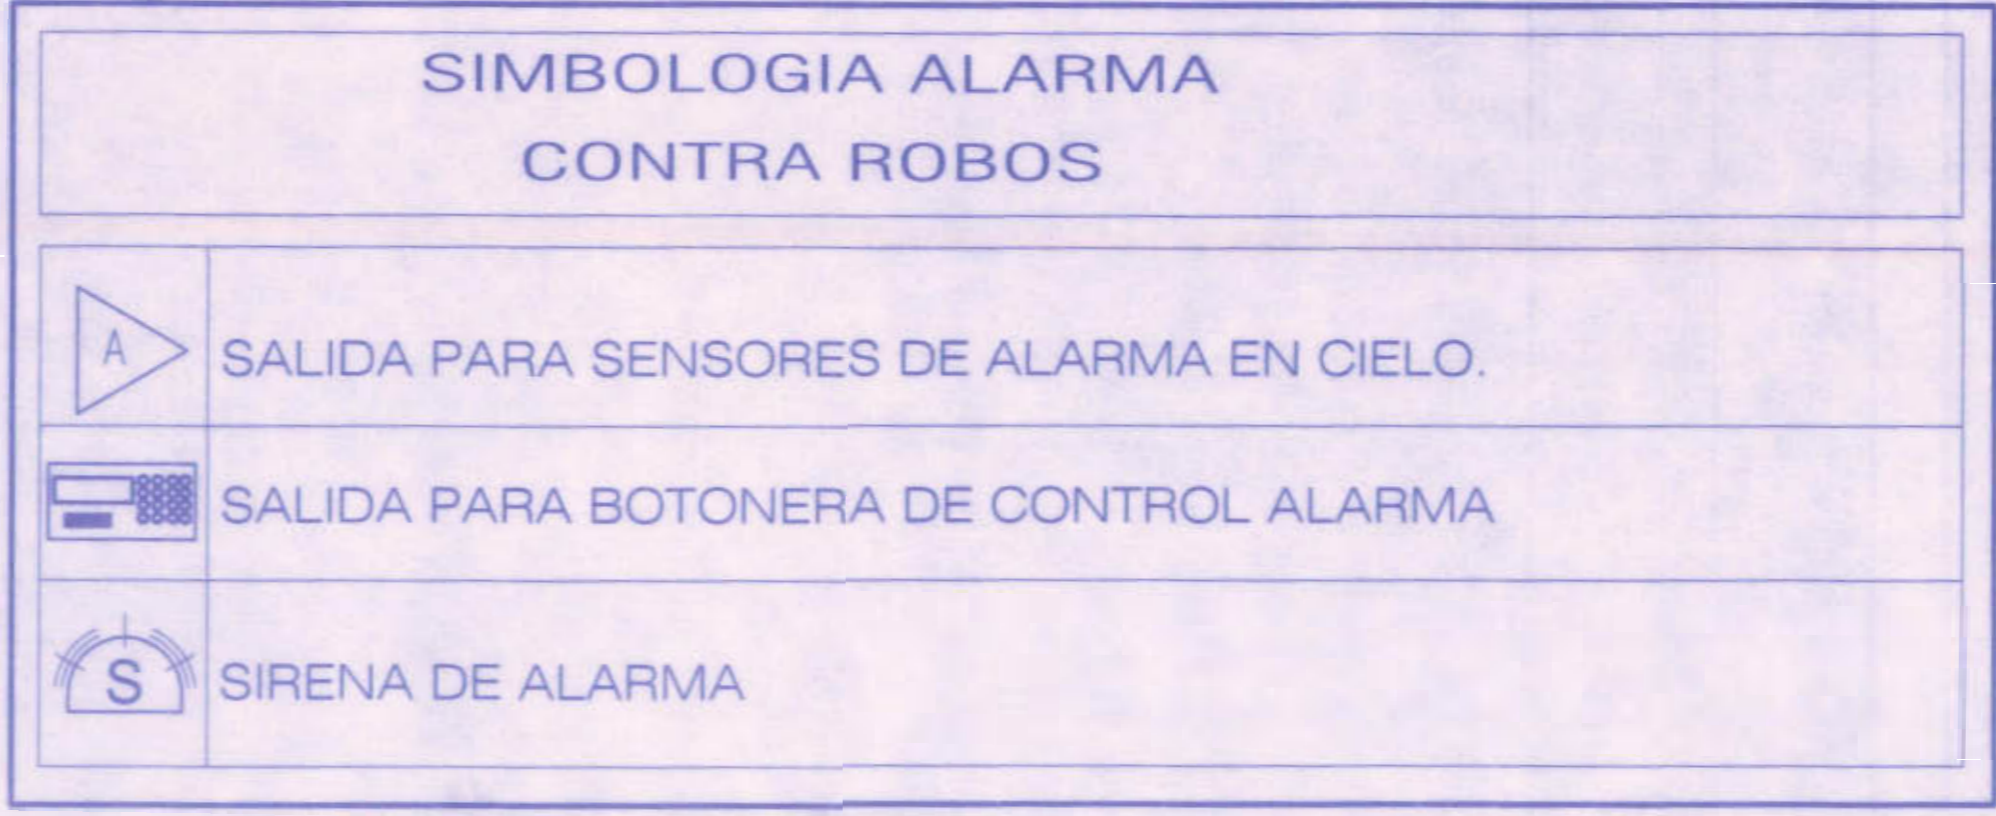 SIMBOLOGIA ALARMA
CONTRA ROBOS
A
SALIDA PARA SENSORES DE ALARMA EN CIELO.
SALIDA PARA BOTONERA DE CONTROL ALARMA
S
SIRENA DE ALARMA